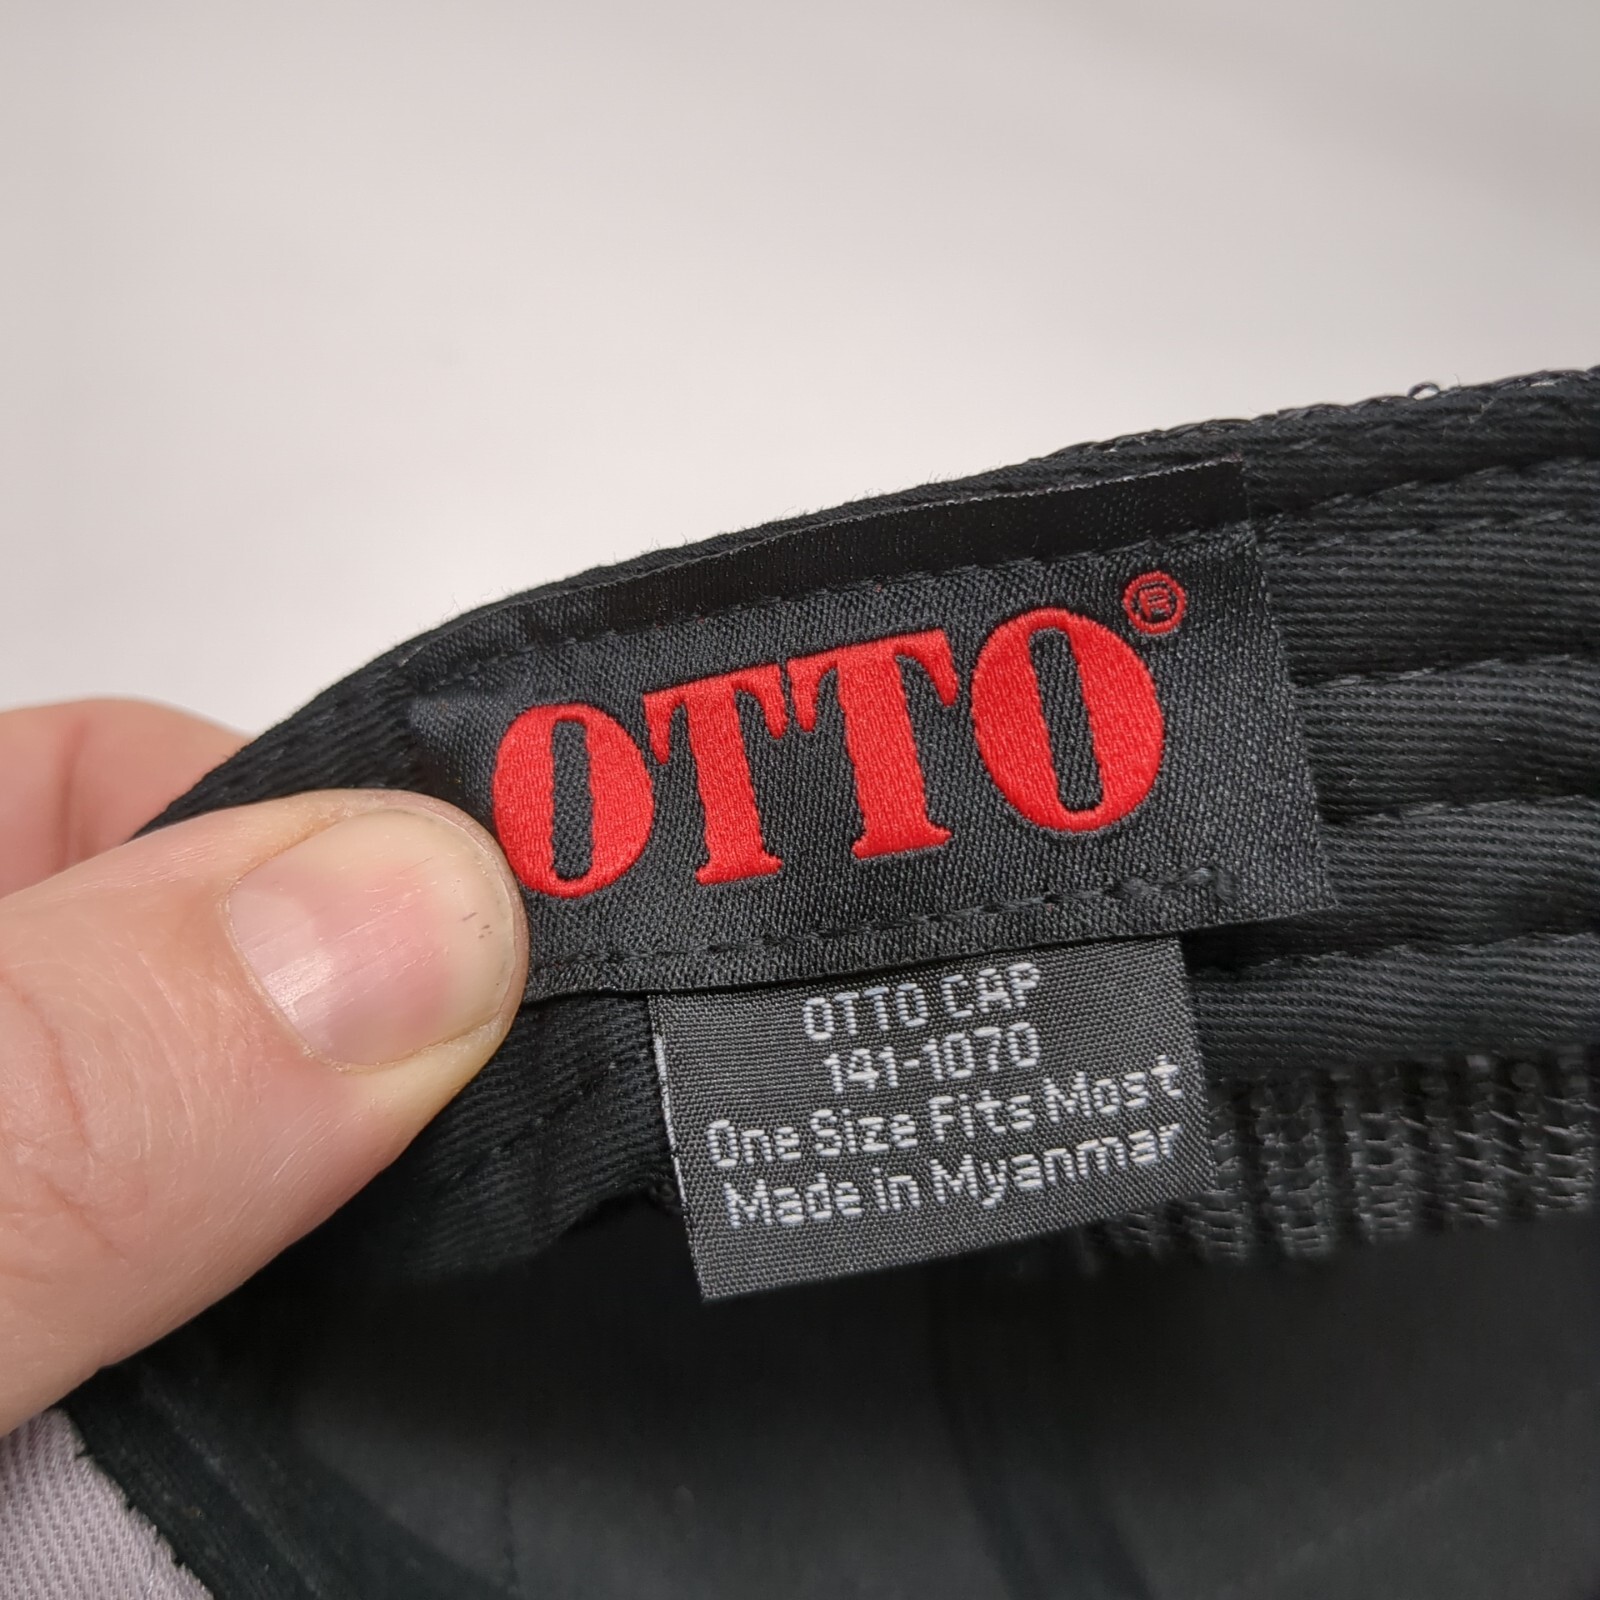 OTTO®
OTTO CAP
141-1070
One Size Fits Most
Made in Myanmar